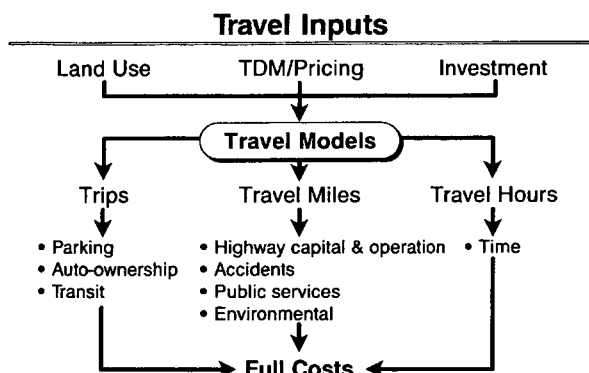 Travel Inputs
Land Use TDM/Pricing Investment
Travel Models
Trips Travel Miles Travel Hours
• Parking • Highway capital & operation • Time
• Auto-ownership • Accidents
• Transit • Public services
• Environmental
Full Costs